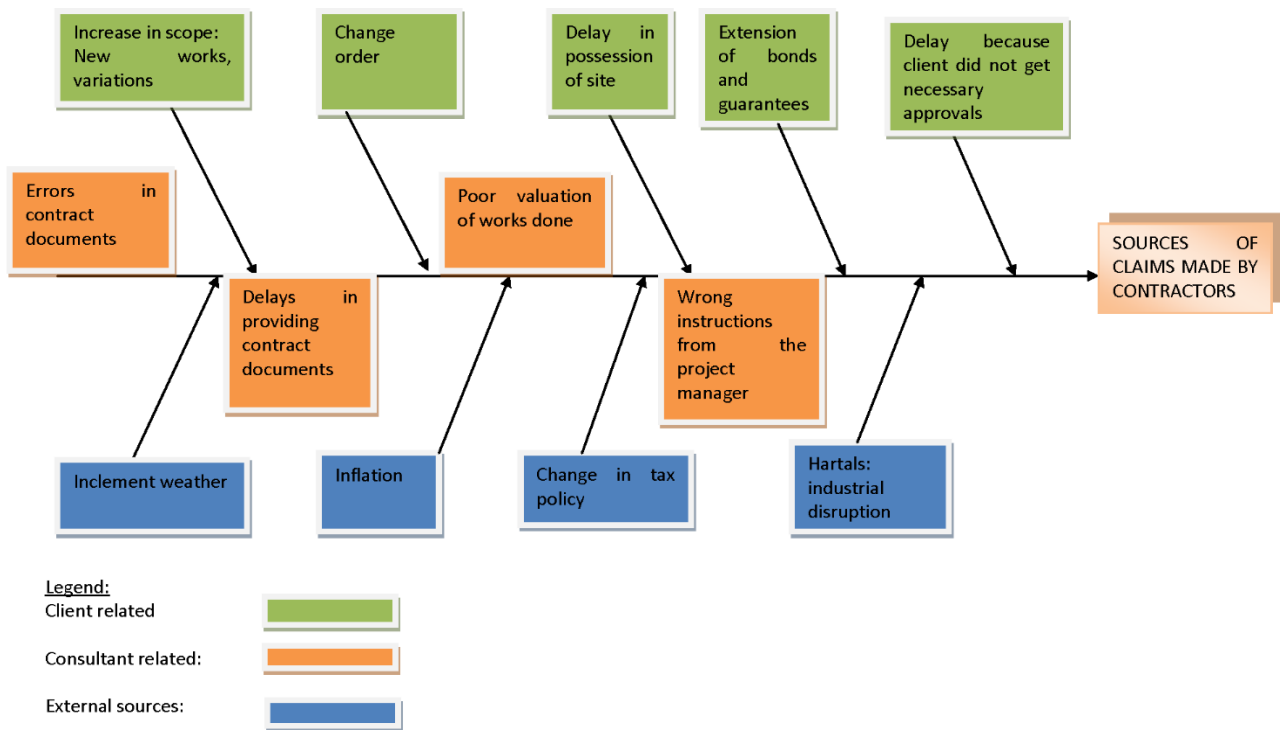 Increase in scope:
New works,
variations
Change
order
Delay in
possession
of site
Extension
of bonds
and
guarantees
Delay because
client did not get
necessary
approvals
Errors in
contract
documents
Poor valuation
of works done
SOURCES OF
CLAIMS MADE BY
CONTRACTORS
Delays in
providing
contract
documents
Wrong
instructions
from the
project
manager
Inclement weather
Inflation
Change in tax
policy
Hartals:
industrial
disruption
Legend:
Client related
Consultant related:
External sources: